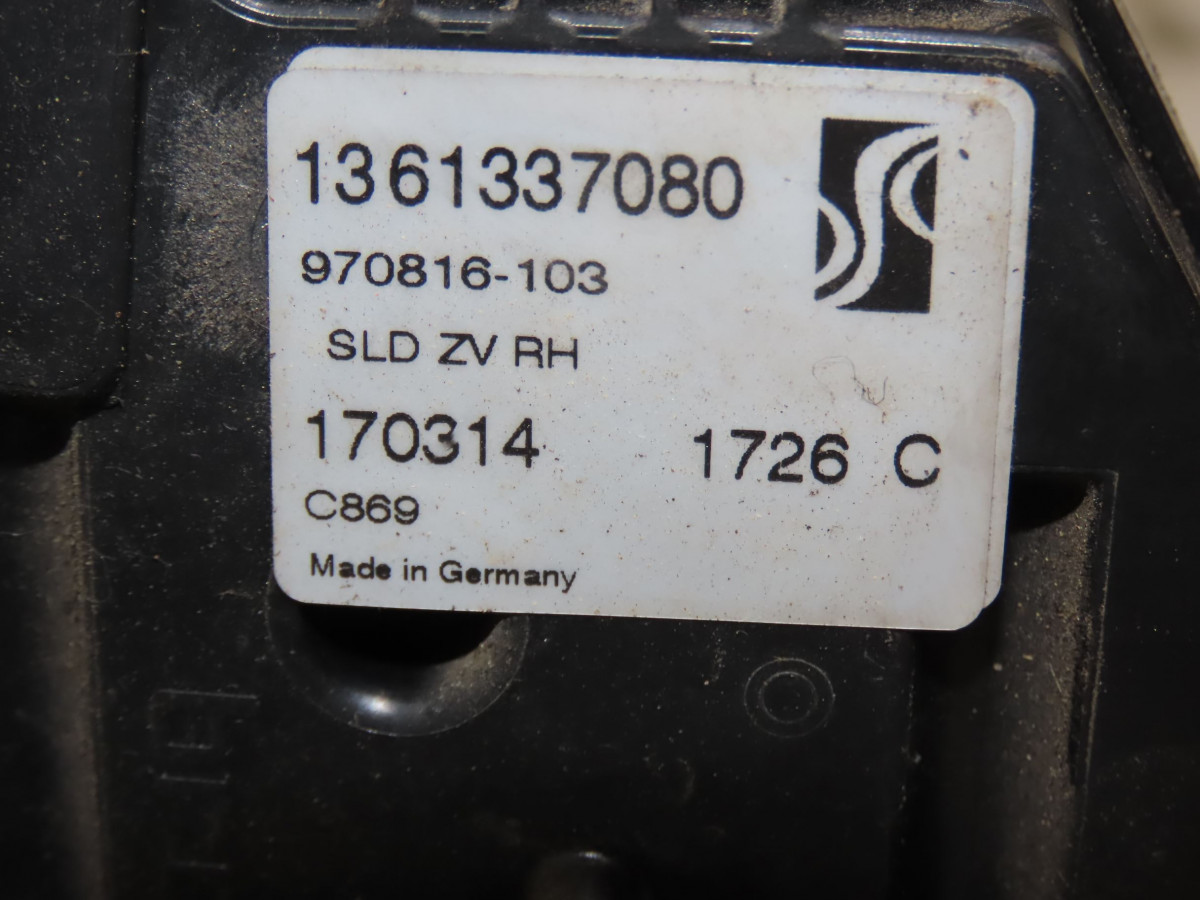 1361337080
970816-103
SLD ZV RH
170314 1726 C
C869
Made in Germany